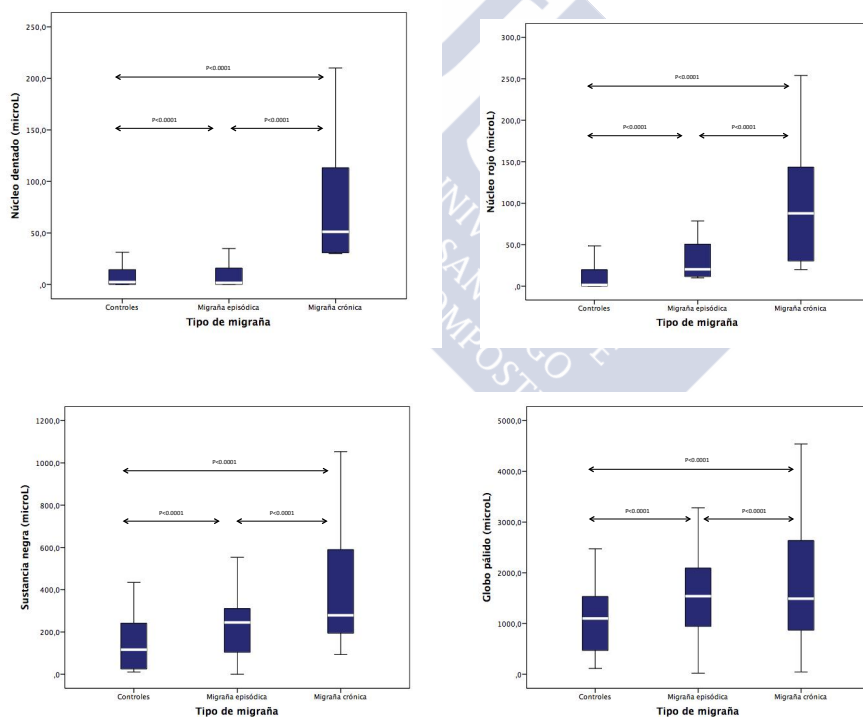 250,0
200,0
150,0
100,0
50,0
,0
Núcleo dentado (microL)
P<0.0001
P<0.0001
P<0.0001
Controles
Migraña episódica
Migraña crónica
Tipo de migraña
300,0
250,0
200,0
150,0
100,0
50,0
,0
Núcleo rojo (microL)
P<0.0001
P<0.0001
P<0.0001
Controles
Migraña episódica
Migraña crónica
Tipo de migraña
1200,0
1000,0
800,0
600,0
400,0
200,0
,0
Sustancia negra (microL)
P<0.0001
P<0.0001
P<0.0001
Controles
Migraña episódica
Migraña crónica
Tipo de migraña
5000,0
4000,0
3000,0
2000,0
1000,0
,0
Globo pálido (microL)
P<0.0001
P<0.0001
P<0.0001
Controles
Migraña episódica
Migraña crónica
Tipo de migraña